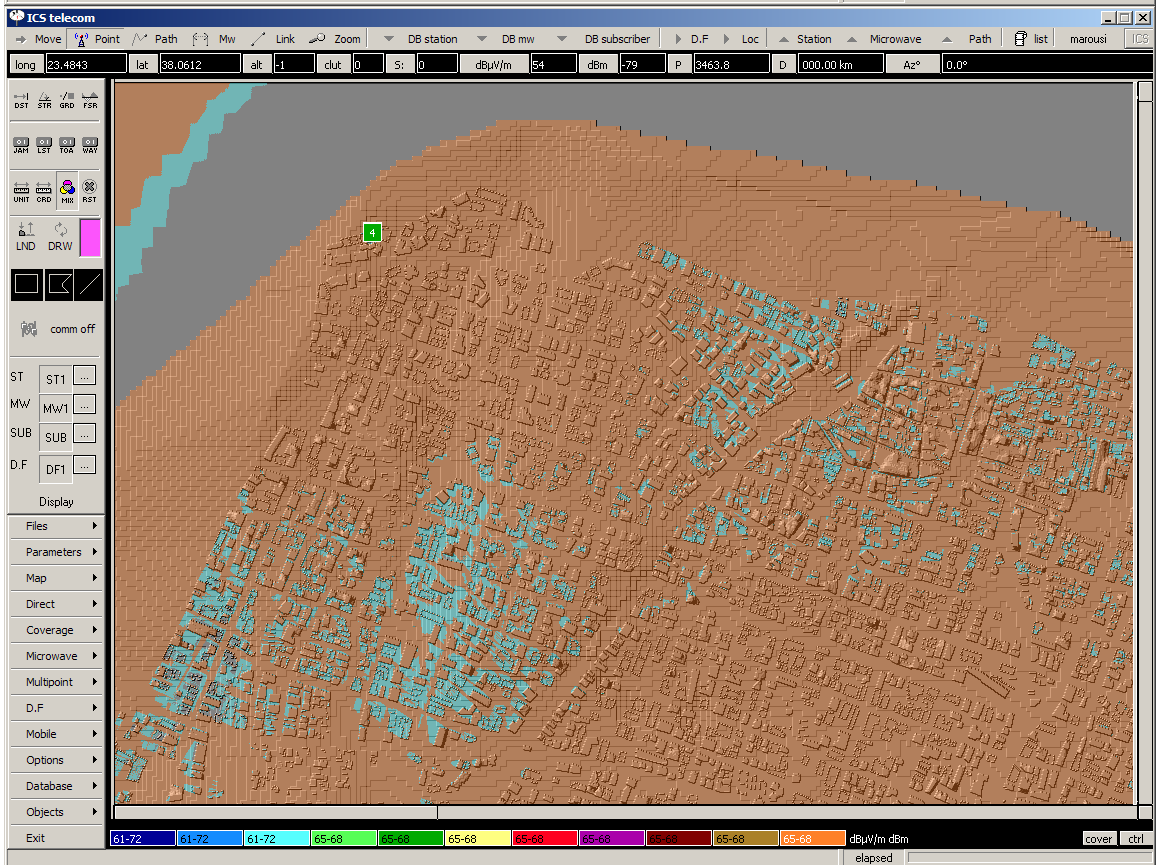 ICS telecom
Move Point Path Mw Link Zoom DB station DB mw DB subscriber D.F Loc Station Microwave Path list marousi ICS
long 23.4843 lat 38.0612 alt -1 clut 0 S: 0 dBµV/m 54 dBm -79 P 3463.8 D 000.00 km Az° 0.0°
DST STR GRD FSR
JAM LST TOA WAY
UNIT CRD MIX RST
LND DRW
4
comm off
ST ST1 ...
MW MW1 ...
SUB SUB ...
D.F DF1 ...
Display
Files
Parameters
Map
Direct
Coverage
Microwave
Multipoint
D.F
Mobile
Options
Database
Objects
Exit
61-72 61-72 61-72 65-68 65-68 65-68 65-68 65-68 65-68 65-68 65-68 dBµV/m dBm cover ctrl
elapsed